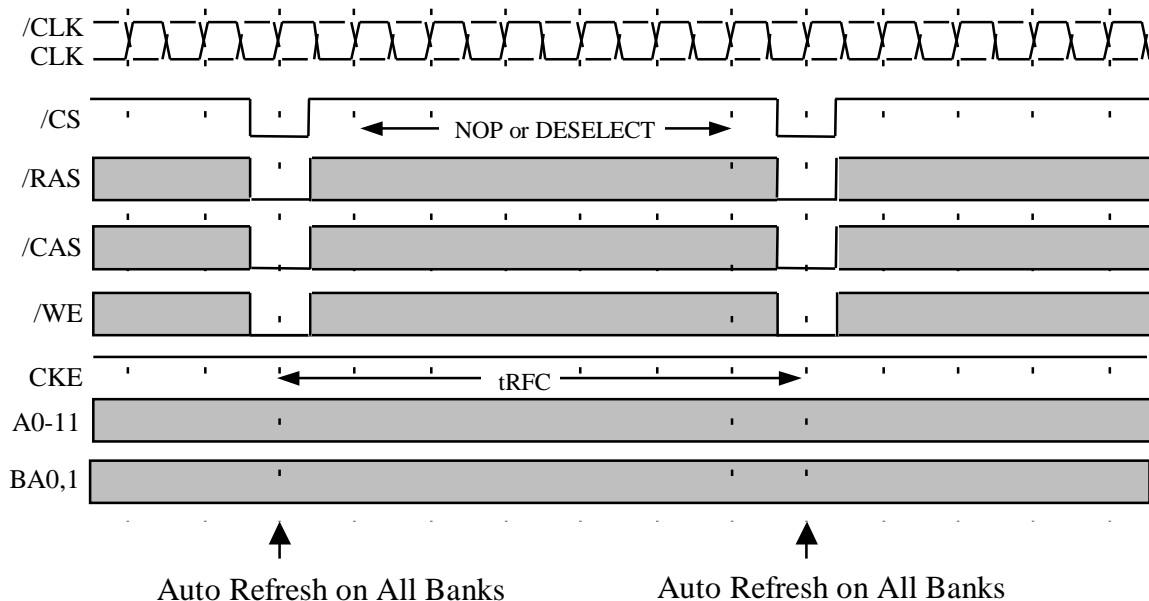 /CLK
CLK
/CS
NOP or DESELECT
/RAS
/CAS
/WE
CKE
tRFC
A0-11
BA0,1
Auto Refresh on All Banks
Auto Refresh on All Banks